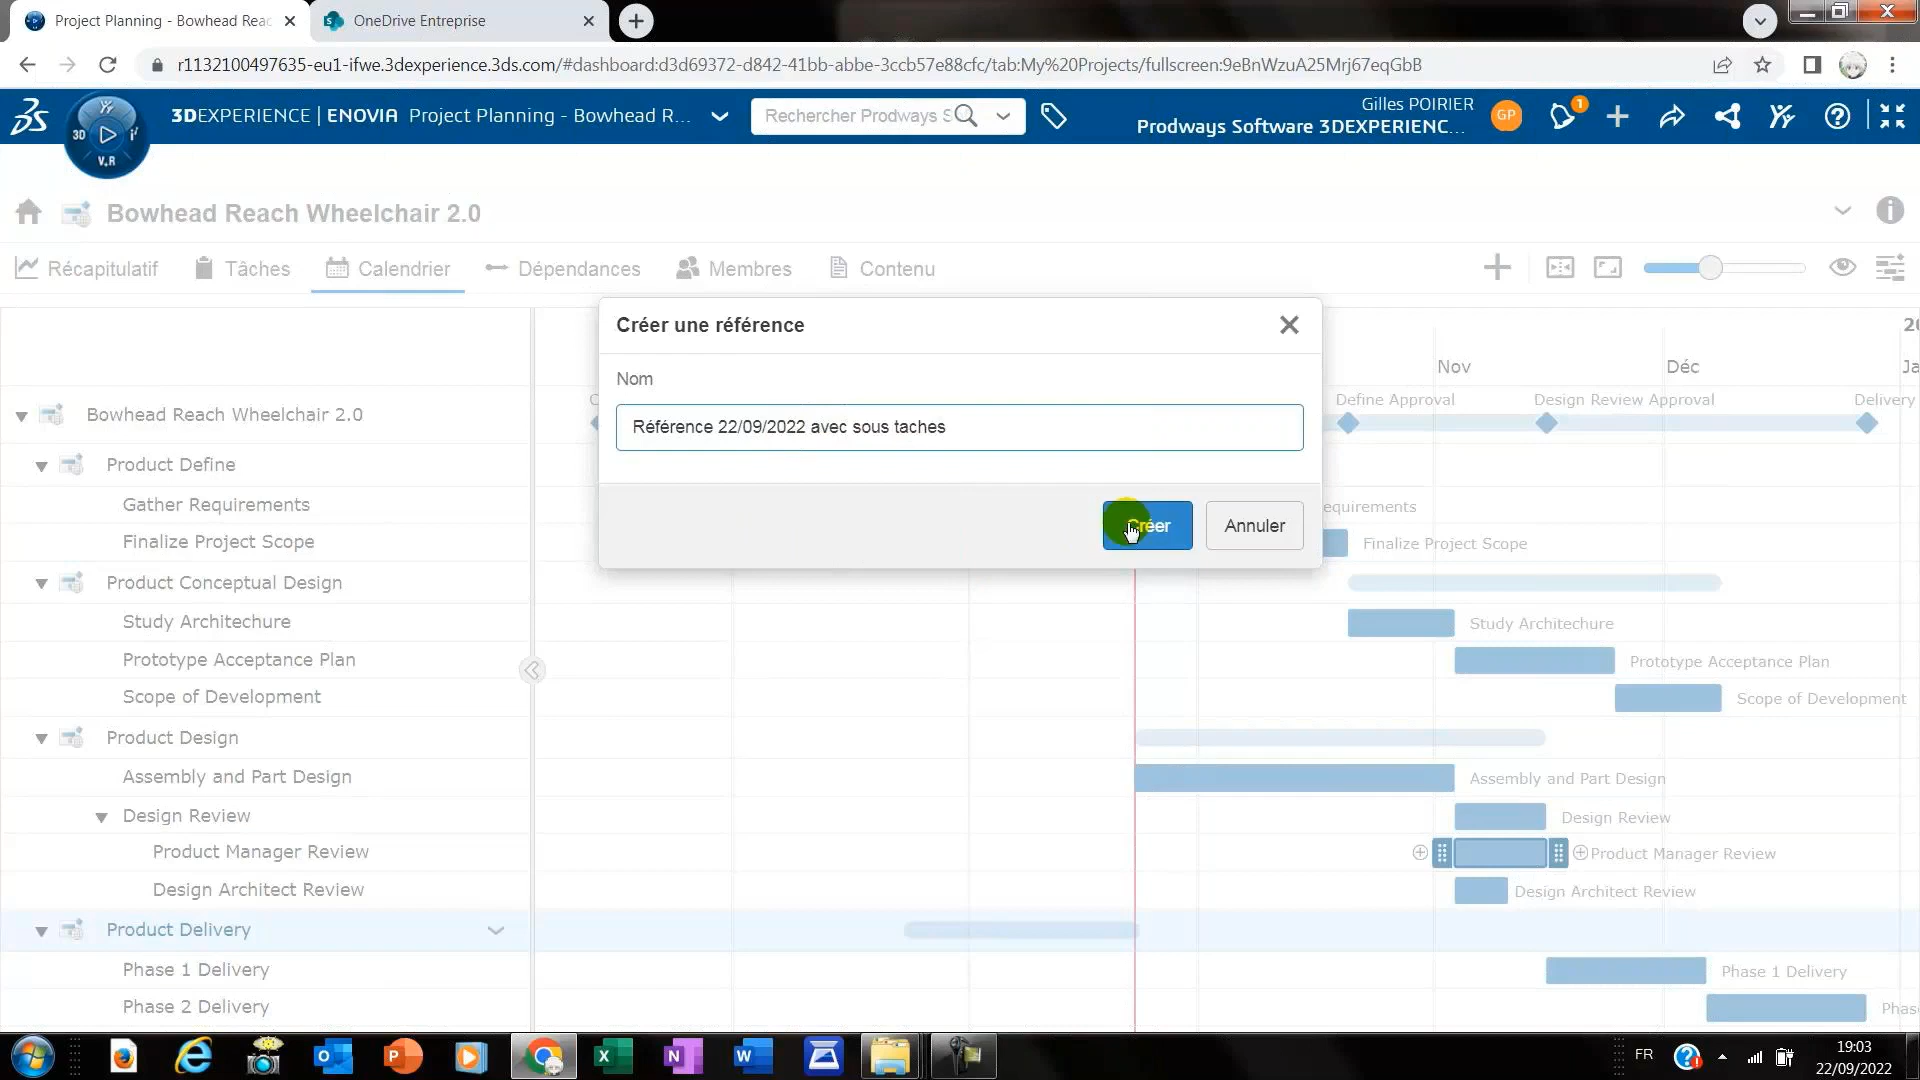 Project Planning - Bowhead Reac
OneDrive Entreprise
r1132100497635-eu1-ifwe.3dexperience.3ds.com/#dashboard:d3d69372-d842-41bb-abbe-3ccb57e88cfc/tab:My%20Projects/fullscreen:9eBnWzuA25Mrj67eqGbB
3D
V.R
3DEXPERIENCE | ENOVIA Project Planning - Bowhead R...
Rechercher Prodways S
Gilles POIRIER
Prodways Software 3DEXPERIENC...
GP
1
Bowhead Reach Wheelchair 2.0
Récapitulatif
Tâches
Calendrier
Dépendances
Membres
Contenu
Créer une référence
Nom
Référence 22/09/2022 avec sous taches
Créer
Annuler
Nov
Déc
Ja
Bowhead Reach Wheelchair 2.0
Define Approval
Design Review Approval
Delivery
Product Define
Gather Requirements
equirements
Finalize Project Scope
Finalize Project Scope
Product Conceptual Design
Study Architechure
Study Architechure
Prototype Acceptance Plan
Prototype Acceptance Plan
Scope of Development
Scope of Development
Product Design
Assembly and Part Design
Assembly and Part Design
Design Review
Design Review
Product Manager Review
Product Manager Review
Design Architect Review
Design Architect Review
Product Delivery
Phase 1 Delivery
Phase 1 Delivery
Phase 2 Delivery
Phas
FR
19:03
22/09/2022